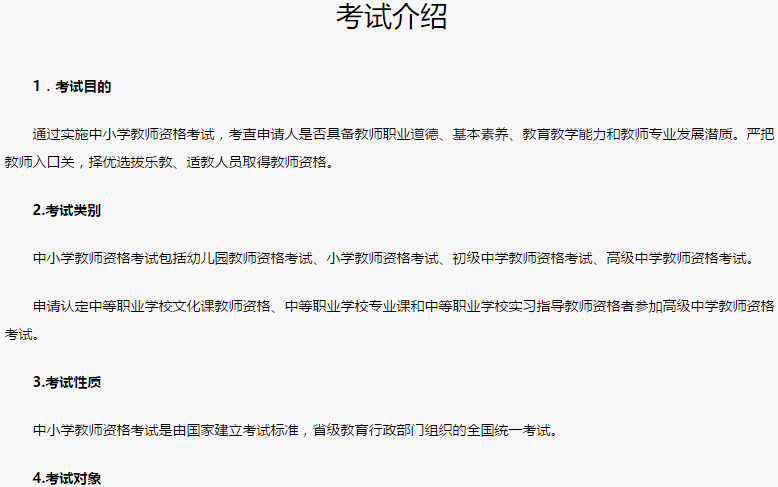 考试介绍
1．考试目的
通过实施中小学教师资格考试，考查申请人是否具备教师职业道德、基本素养、教育教学能力和教师专业发展潜质。严把
教师入口关，择优选拔乐教、适教人员取得教师资格。
2.考试类别
中小学教师资格考试包括幼儿园教师资格考试、小学教师资格考试、初级中学教师资格考试、高级中学教师资格考试。
申请认定中等职业学校文化课教师资格、中等职业学校专业课和中等职业学校实习指导教师资格者参加高级中学教师资格
考试。
3.考试性质
中小学教师资格考试是由国家建立考试标准，省级教育行政部门组织的全国统一考试。
4.考试对象